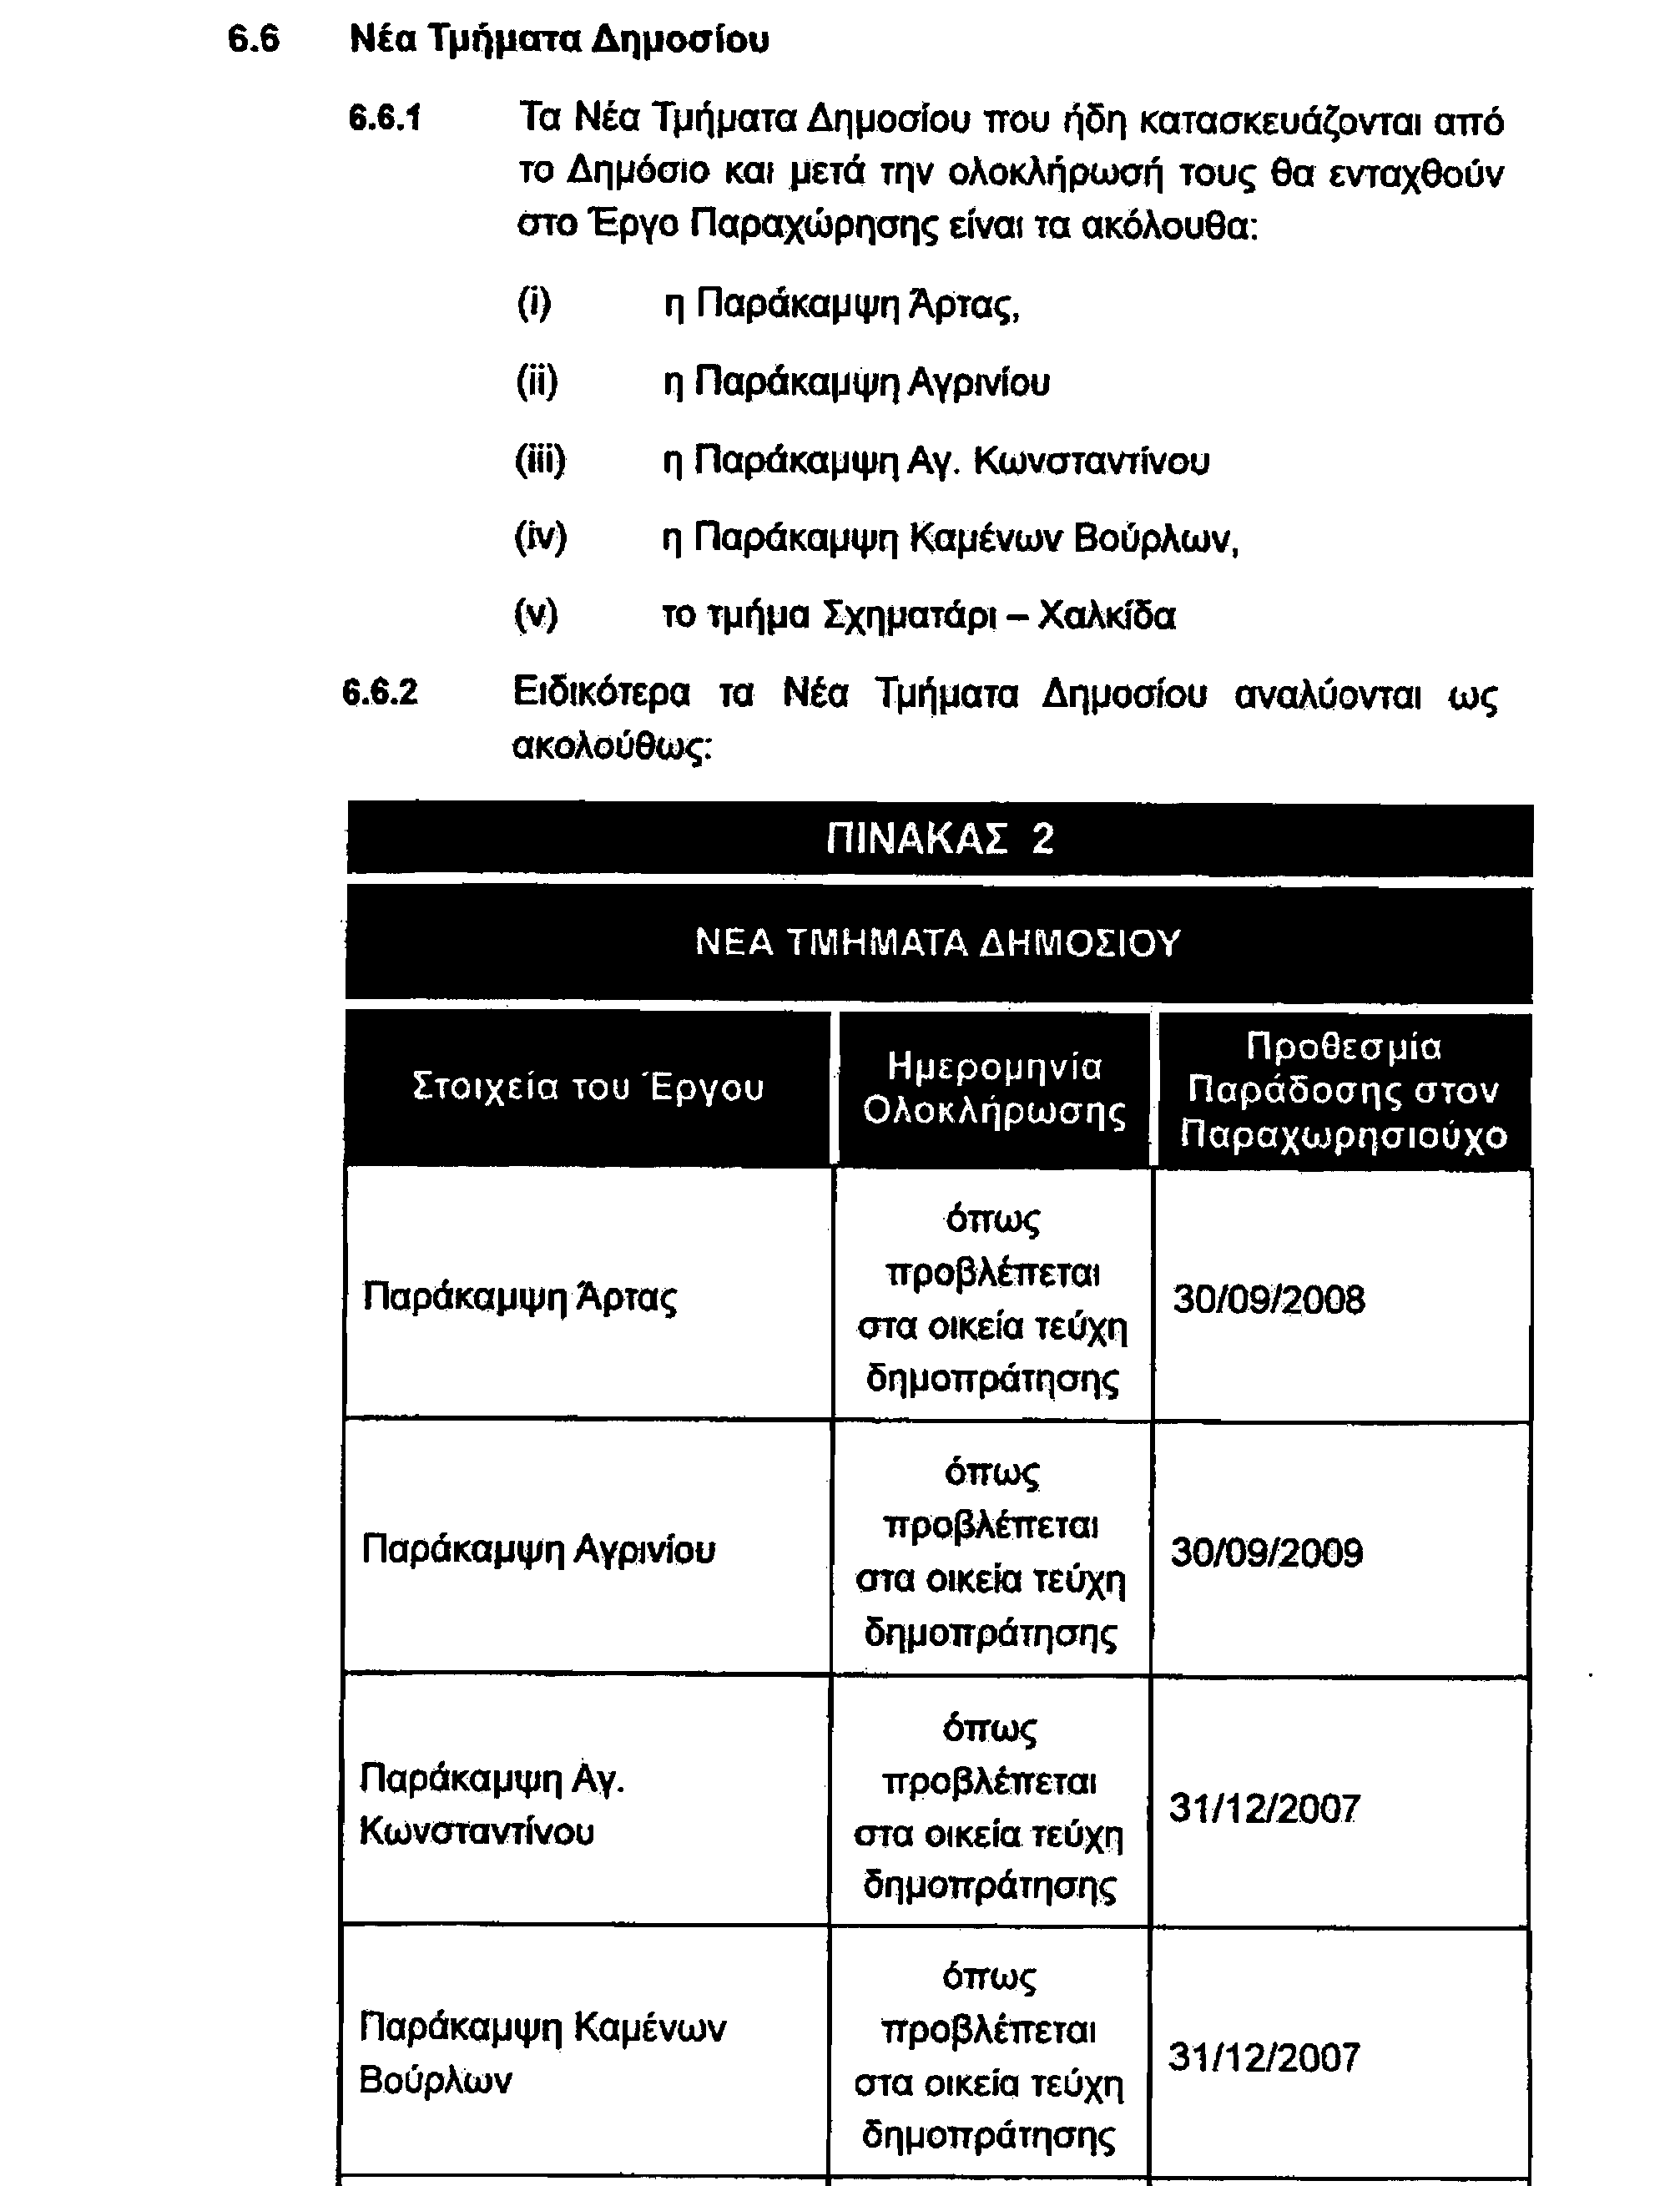 6.6 Νέα Τμήματα Δημοσίου
6.6.1 Τα Νέα Τμήματα Δημοσίου που ήδη κατασκευάζονται από
το Δημόσιο και μετά την ολοκλήρωσή τους θα ενταχθούν
στο Έργο Παραχώρησης είναι τα ακόλουθα:
(i) η Παράκαμψη Άρτας,
(ii) η Παράκαμψη Αγρινίου
(iii) η Παράκαμψη Αγ. Κωνσταντίνου
(iv) η Παράκαμψη Καμένων Βούρλων,
(v) το τμήμα Σχηματάρι – Χαλκίδα
6.6.2 Ειδικότερα τα Νέα Τμήματα Δημοσίου αναλύονται ως
ακολούθως:
ΠΙΝΑΚΑΣ 2
ΝΕΑ ΤΜΗΜΑΤΑ ΔΗΜΟΣΙΟΥ
Στοιχεία του Έργου
Ημερομηνία
Ολοκλήρωσης
Προθεσμία
Παράδοσης στον
Παραχωρησιούχο
Παράκαμψη Άρτας
όπως
προβλέπεται
στα οικεία τεύχη
δημοπράτησης
30/09/2008
Παράκαμψη Αγρινίου
όπως
προβλέπεται
στα οικεία τεύχη
δημοπράτησης
30/09/2009
Παράκαμψη Αγ.
Κωνσταντίνου
όπως
προβλέπεται
στα οικεία τεύχη
δημοπράτησης
31/12/2007
Παράκαμψη Καμένων
Βούρλων
όπως
προβλέπεται
στα οικεία τεύχη
δημοπράτησης
31/12/2007